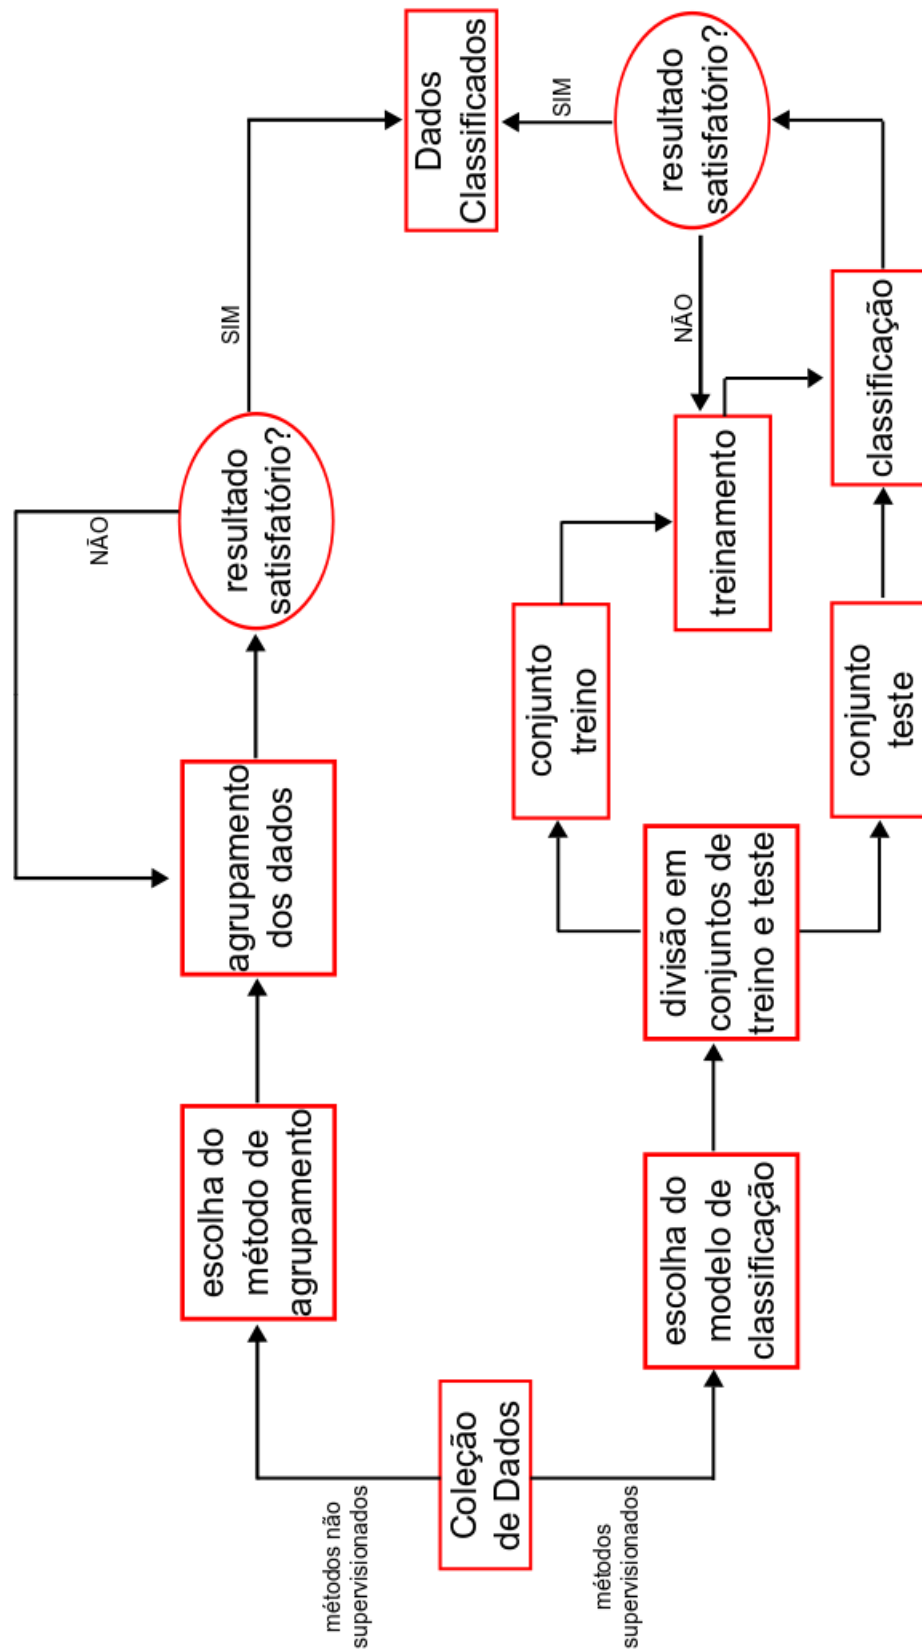 métodos não
supervisionados
Coleção
de Dados
métodos
supervisionados
escolha do
método de
agrupamento
agrupamento
dos dados
NÃO
resultado
satisfatório?
SIM
Dados
Classificados
escolha do
modelo de
classificação
divisão em
conjuntos de
treino e teste
conjunto
treino
conjunto
teste
treinamento
classificação
NÃO
resultado
satisfatório?
SIM